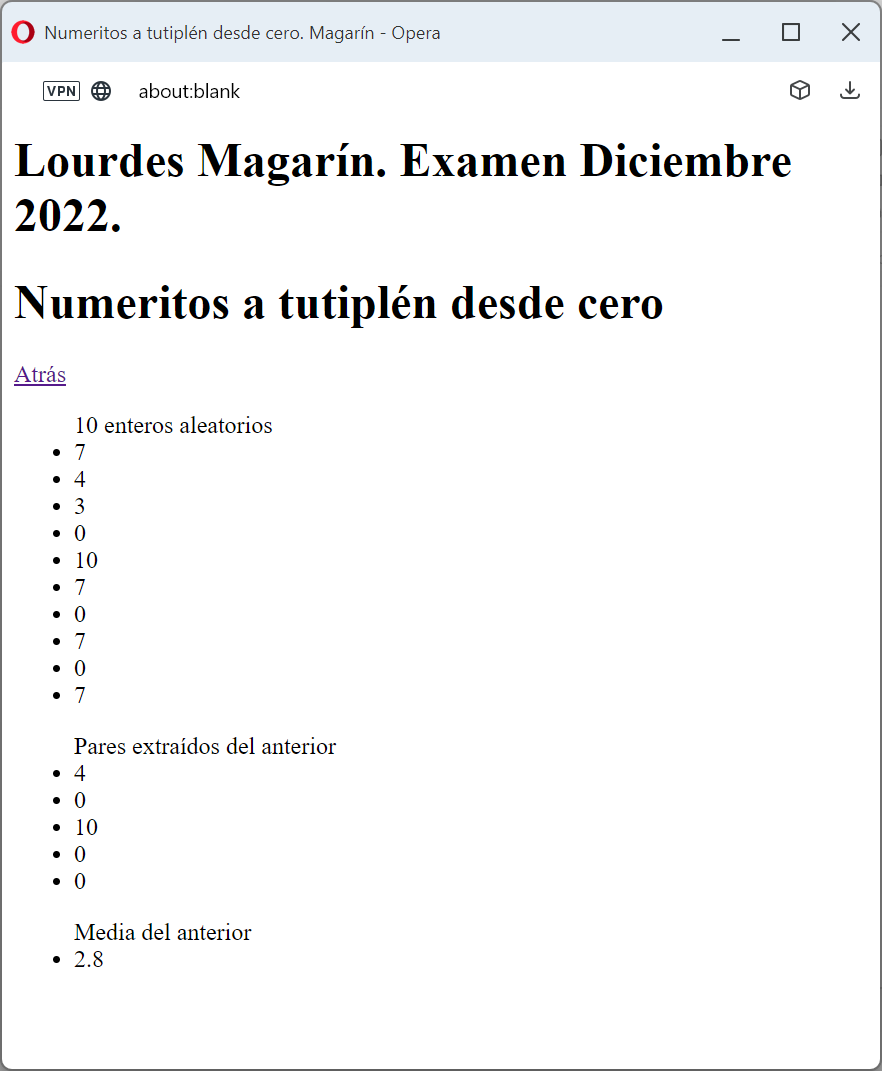 Numeritos a tutiplén desde cero. Magarín - Opera
VPN about:blank
Lourdes Magarín. Examen Diciembre
2022.
Numeritos a tutiplén desde cero
Atrás
10 enteros aleatorios
7
4
3
0
10
7
0
7
0
7
Pares extraídos del anterior
4
0
10
0
0
Media del anterior
2.8